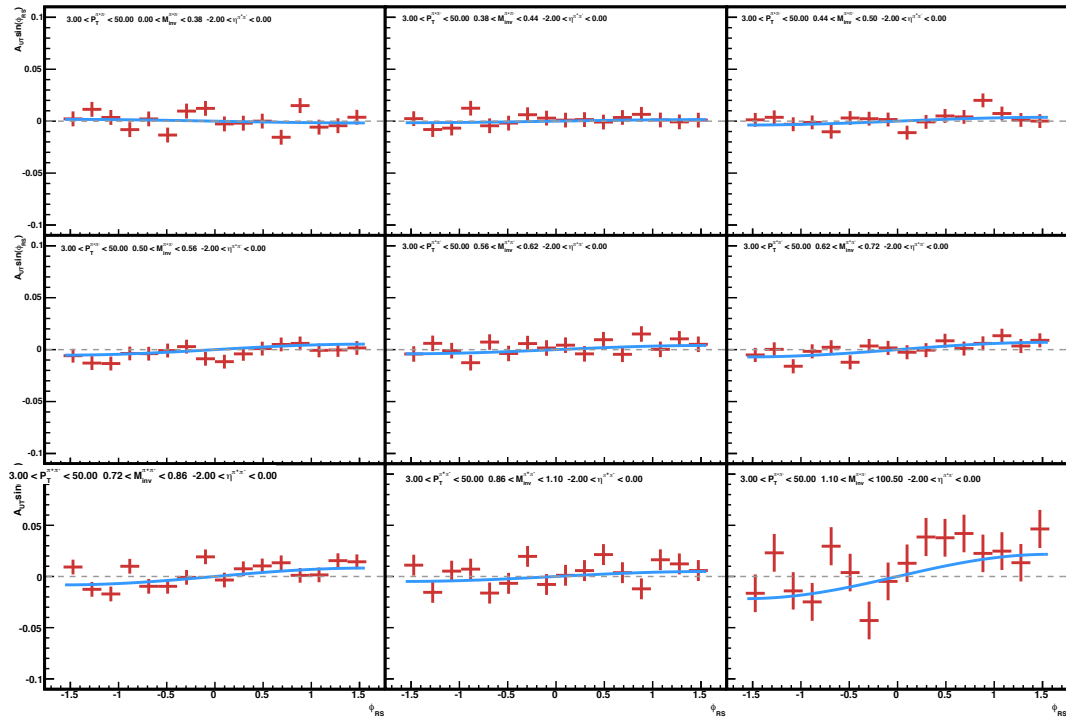 A_UT sin(ϕ_RS)
3.00 < P_T^π+π- < 50.00 0.00 < M_inv^π+π- < 0.38 -2.00 < η^π+π- < 0.00
3.00 < P_T^π+π- < 50.00 0.38 < M_inv^π+π- < 0.44 -2.00 < η^π+π- < 0.00
3.00 < P_T^π+π- < 50.00 0.44 < M_inv^π+π- < 0.50 -2.00 < η^π+π- < 0.00
0.1
0.05
0
-0.05
-0.1
A_UT sin(ϕ_RS)
3.00 < P_T^π+π- < 50.00 0.50 < M_inv^π+π- < 0.56 -2.00 < η^π+π- < 0.00
3.00 < P_T^π+π- < 50.00 0.56 < M_inv^π+π- < 0.62 -2.00 < η^π+π- < 0.00
3.00 < P_T^π+π- < 50.00 0.62 < M_inv^π+π- < 0.72 -2.00 < η^π+π- < 0.00
0.1
0.05
0
-0.05
-0.1
A_UT sin
3.00 < P_T^π+π- < 50.00 0.72 < M_inv^π+π- < 0.86 -2.00 < η^π+π- < 0.00
3.00 < P_T^π+π- < 50.00 0.86 < M_inv^π+π- < 1.10 -2.00 < η^π+π- < 0.00
3.00 < P_T^π+π- < 50.00 1.10 < M_inv^π+π- < 100.50 -2.00 < η^π+π- < 0.00
0.05
0
-0.05
-0.1
-1.5 -1 -0.5 0 0.5 1 1.5
ϕ_RS
-1.5 -1 -0.5 0 0.5 1 1.5
ϕ_RS
-1.5 -1 -0.5 0 0.5 1 1.5
ϕ_RS